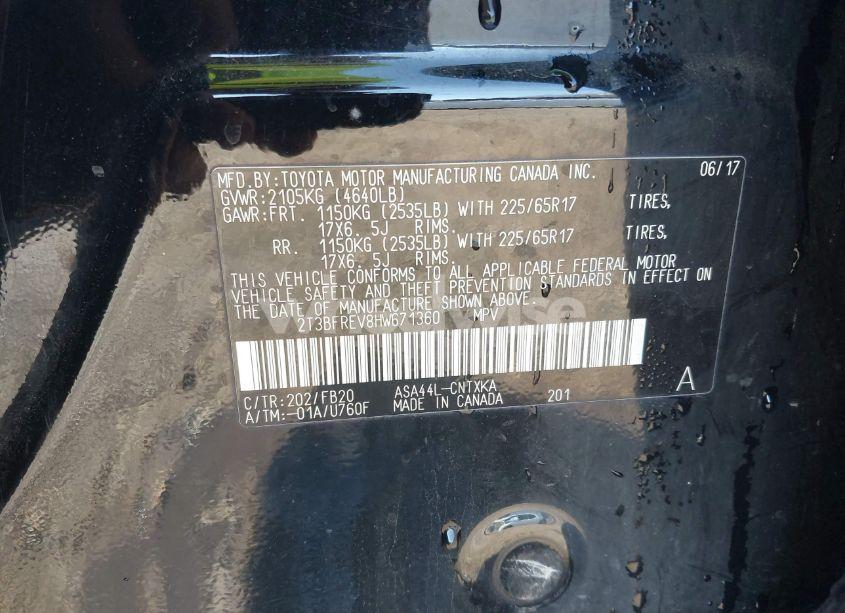 MFD.BY:TOYOTA MOTOR MANUFACTURING CANADA INC. 06/17
GVWR:2105KG (4640LB)
GAWR:FRT. 1150KG (2535LB) WITH 225/65R17 TIRES,
17X6. 5J RIMS.
RR. 1150KG (2535LB) WITH 225/65R17 TIRES,
17X6. 5J RIMS.
THIS VEHICLE CONFORMS TO ALL APPLICABLE FEDERAL MOTOR
VEHICLE SAFETY AND THEFT PREVENTION STANDARDS IN EFFECT ON
THE DATE OF MANUFACTURE SHOWN ABOVE.
2T3BFREV8HW671360 MPV
C/TR:202/FB20 ASA44L-CNTXKA A
A/TM:-01A/U760F MADE IN CANADA 201